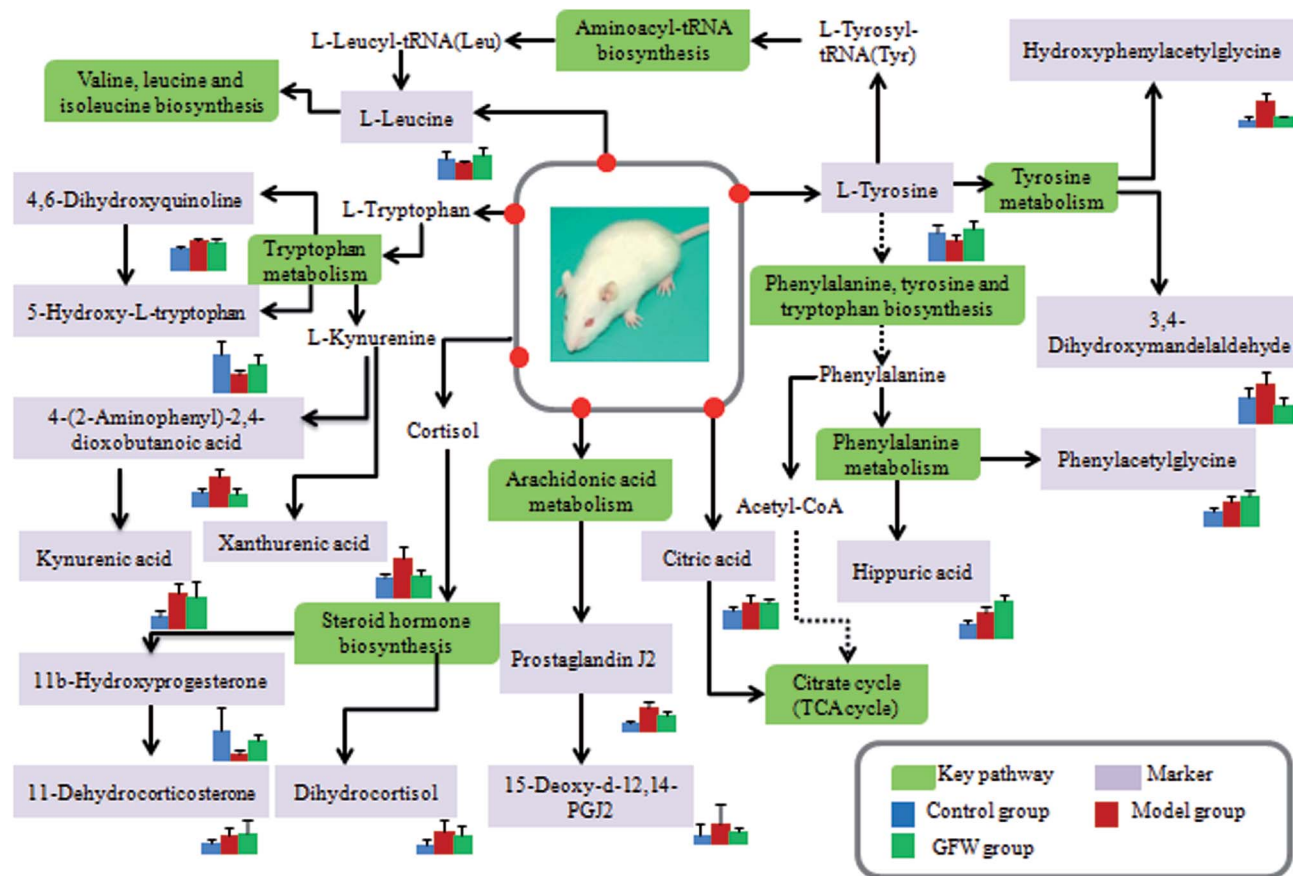 L-Leucyl-tRNA(Leu)
Aminoacyl-tRNA
biosynthesis
L-Tyrosyl-
tRNA(Tyr)
Hydroxyphenylacetylglycine
Valine, leucine and
isoleucine biosynthesis
L-Leucine
4,6-Dihydroxyquinoline
L-Tryptophan
L-Tyrosine
Tyrosine
metabolism
Tryptophan
metabolism
Phenylalanine, tyrosine and
tryptophan biosynthesis
5-Hydroxy-L-tryptophan
L-Kynurenine
3,4-
Dihydroxymandelaldehyde
Phenylalanine
4-(2-Aminophenyl)-2,4-
dioxobutanoic acid
Cortisol
Phenylalanine
metabolism
Phenylacetylglycine
Arachidonic acid
metabolism
Acetyl-CoA
Kynurenic acid
Xanthurenic acid
Citric acid
Hippuric acid
Steroid hormone
biosynthesis
Prostaglandin J2
11b-Hydroxyprogesterone
Citrate cycle
(TCA cycle)
11-Dehydrocorticosterone
Dihydrocortisol
15-Deoxy-d-12,14-
PGJ2
Key pathway
Marker
Control group
Model group
GFW group